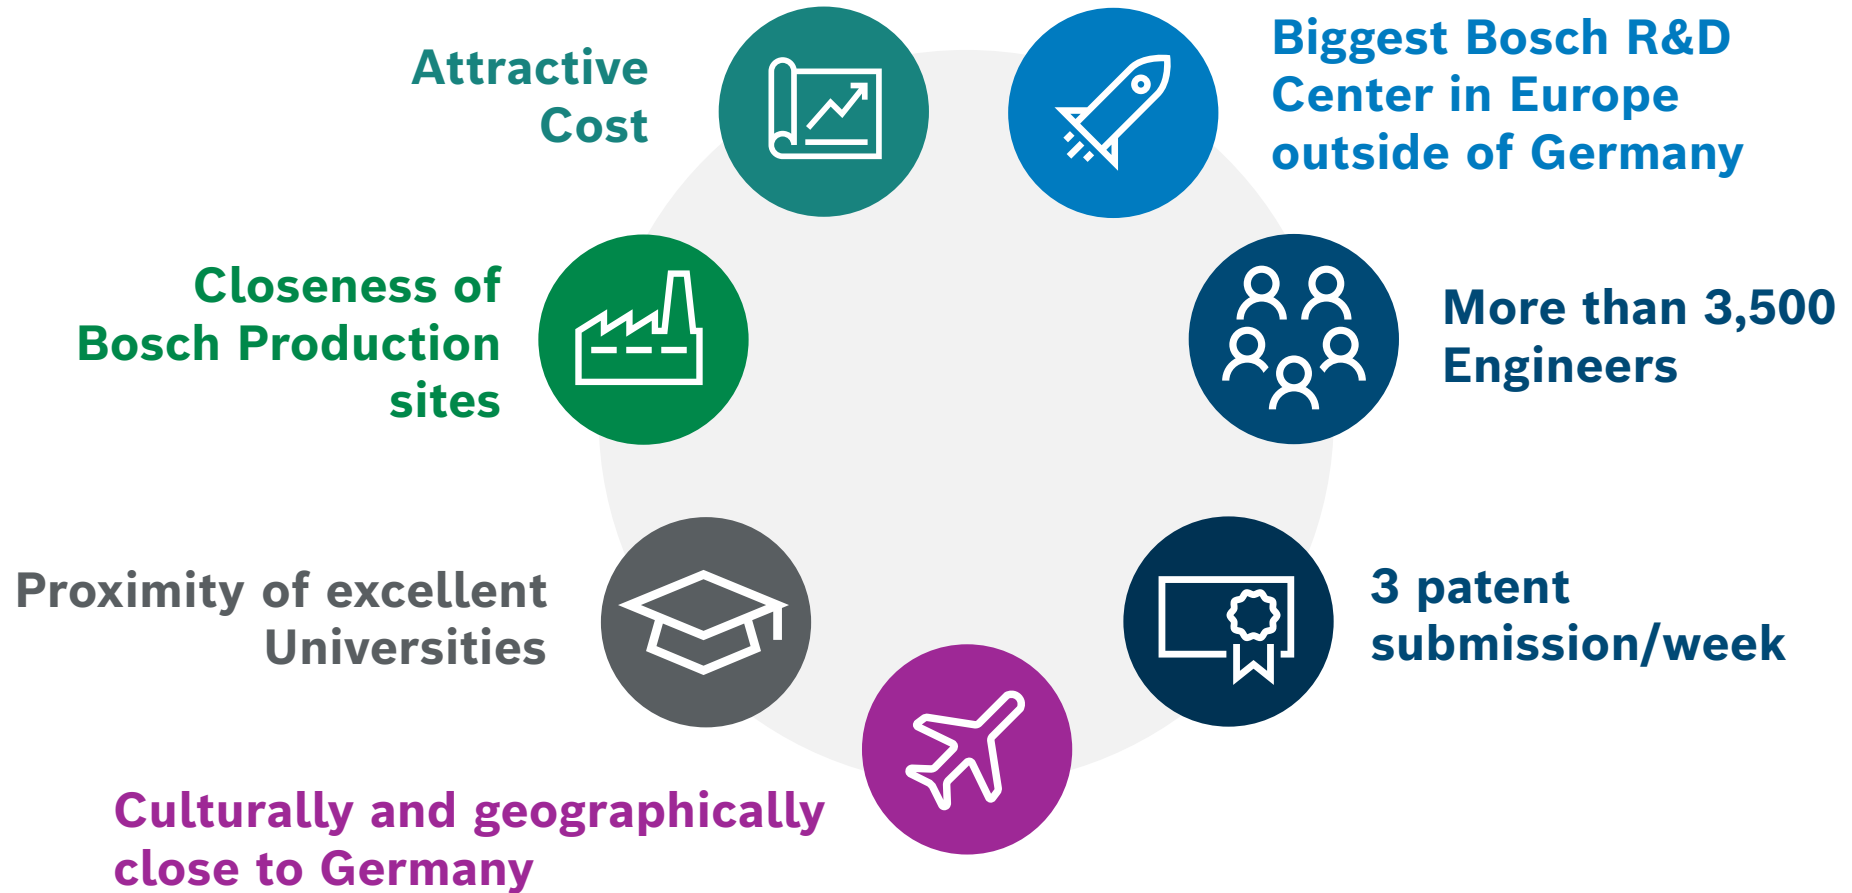 Attractive
Cost
Biggest Bosch R&D
Center in Europe
outside of Germany
Closeness of
Bosch Production
sites
More than 3,500
Engineers
Proximity of excellent
Universities
3 patent
submission/week
Culturally and geographically
close to Germany